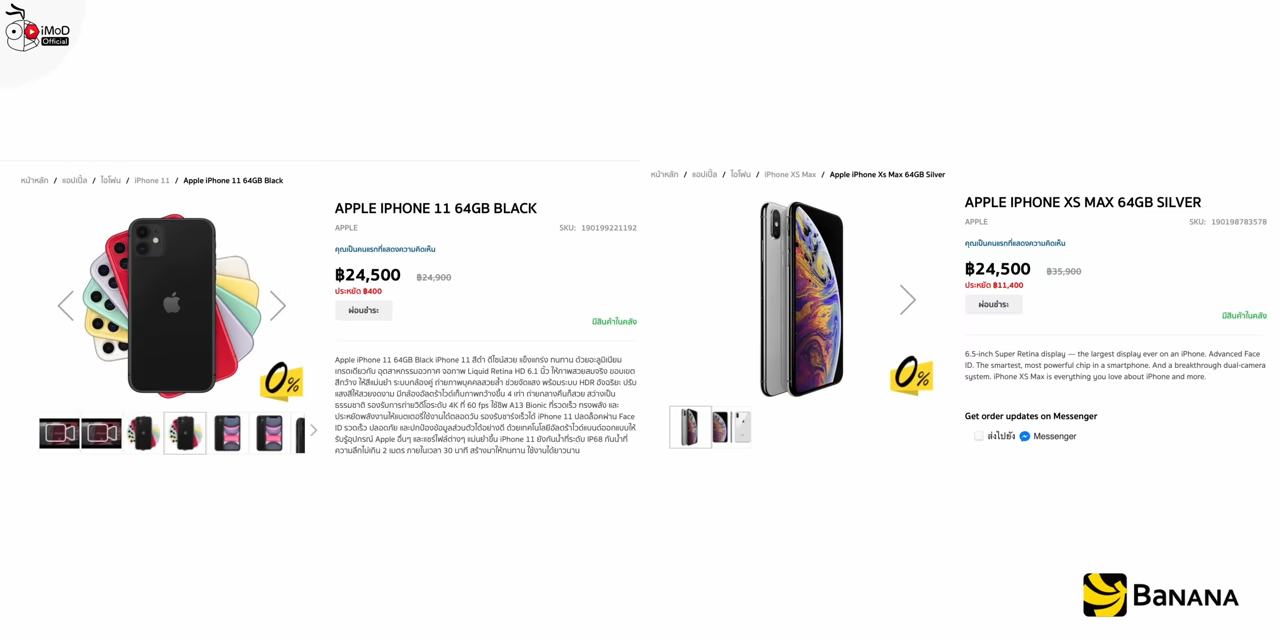 iMoD
Official
หน้าหลัก / แอปเปิ้ล / ไอโฟน / iPhone 11 / Apple iPhone 11 64GB Black
APPLE IPHONE 11 64GB BLACK
APPLE SKU: 190199221192
คุณเป็นคนแรกที่แสดงความคิดเห็น
฿24,500 ฿24,900
ประหยัด ฿400
ผ่อนชำระ
มีสินค้าในคลัง
0%
Apple iPhone 11 64GB Black iPhone 11 สีดำ ดีไซน์สวย แข็งแกร่ง ทนทาน ด้วยอะลูมิเนียม
เกรดเดียวกับ อุตสาหกรรมอวกาศ จอภาพ Liquid Retina HD 6.1 นิ้ว ให้ภาพสวยสมจริง ขอบเขต
สีกว้าง ให้สีแม่นยำ ระบบกล้องคู่ ถ่ายภาพบุคคลสวยล้ำ ช่วยจัดแสง พร้อมระบบ HDR อัจฉริยะ ปรับ
แสงสีให้สวยงดงาม มีกล้องอัลตร้าไวด์เก็บภาพกว้างขึ้น 4 เท่า ถ่ายกลางคืนก็สวย สว่างเป็น
ธรรมชาติ รองรับการถ่ายวิดีโอระดับ 4K ที่ 60 fps ใช้ชิพ A13 Bionic ที่รวดเร็ว ทรงพลัง และ
ประหยัดพลังงานให้แบตเตอรี่ใช้งานได้ตลอดวัน รองรับชาร์จเร็วได้ iPhone 11 ปลดล็อคผ่าน Face
ID รวดเร็ว ปลอดภัย และปกป้องข้อมูลส่วนตัวได้อย่างดี ด้วยเทคโนโลยีอัลตร้าไวด์แบนด์ออกแบบให้
รับรู้อุปกรณ์ Apple อื่นๆ และแชร์ไฟล์ต่างๆ แม่นยำขึ้น iPhone 11 ยังกันน้ำที่ระดับ IP68 กันน้ำที่
ความลึกไม่เกิน 2 เมตร ภายในเวลา 30 นาที สร้างมาให้ทนทาน ใช้งานได้ยาวนาน
หน้าหลัก / แอปเปิ้ล / ไอโฟน / iPhone XS Max / Apple iPhone Xs Max 64GB Silver
APPLE IPHONE XS MAX 64GB SILVER
APPLE SKU: 190198783578
คุณเป็นคนแรกที่แสดงความคิดเห็น
฿24,500 ฿35,900
ประหยัด ฿11,400
ผ่อนชำระ
มีสินค้าในคลัง
0%
6.5-inch Super Retina display — the largest display ever on an iPhone. Advanced Face
ID. The smartest, most powerful chip in a smartphone. And a breakthrough dual-camera
system. iPhone XS Max is everything you love about iPhone and more.
Get order updates on Messenger
ส่งไปยัง Messenger
BaNANA